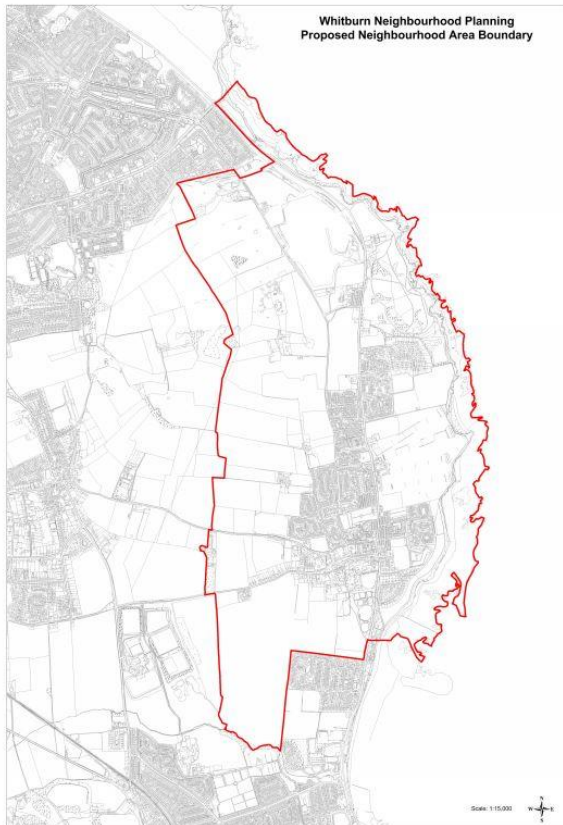 Whitburn Neighbourhood Planning
Proposed Neighbourhood Area Boundary
Scale: 1:15,000
N
W E
S